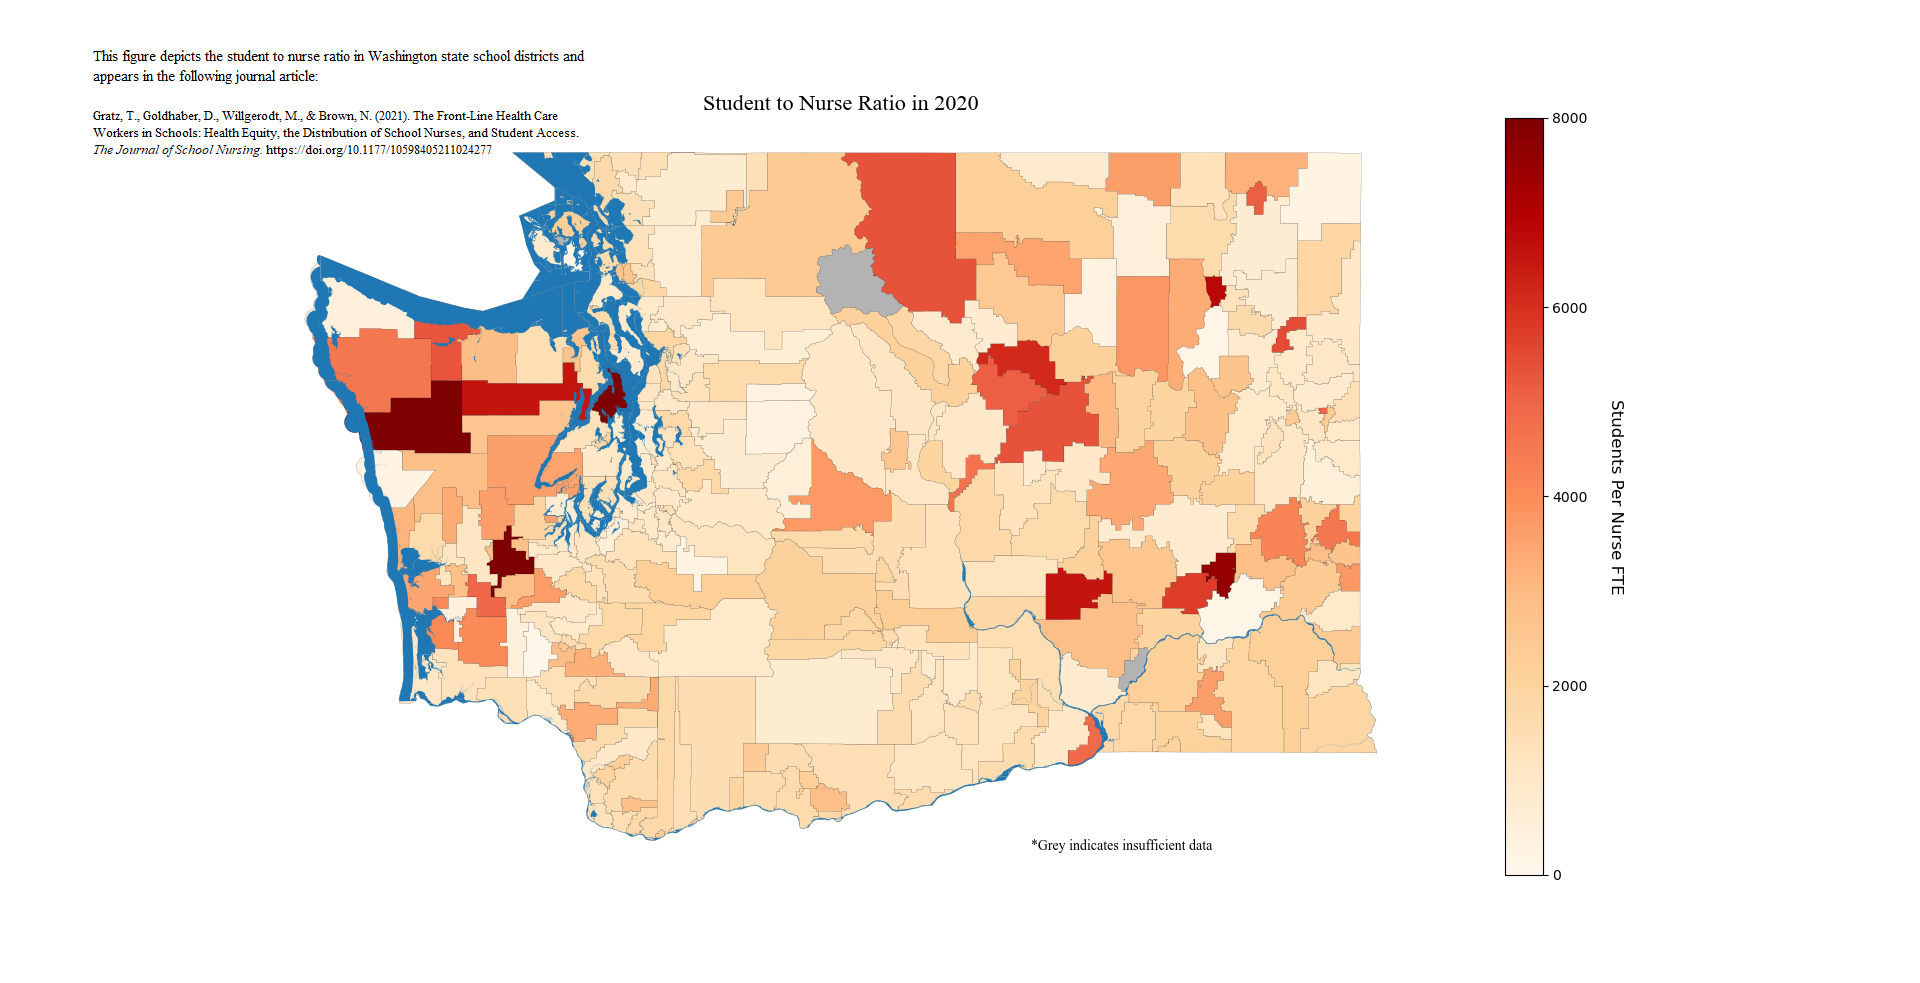 This figure depicts the student to nurse ratio in Washington state school districts and
appears in the following journal article:
Gratz, T., Goldhaber, D., Willgerodt, M., & Brown, N. (2021). The Front-Line Health Care
Workers in Schools: Health Equity, the Distribution of School Nurses, and Student Access.
The Journal of School Nursing. https://doi.org/10.1177/10598405211024277
Student to Nurse Ratio in 2020
8000
6000
4000
2000
0
Students Per Nurse FTE
*Grey indicates insufficient data